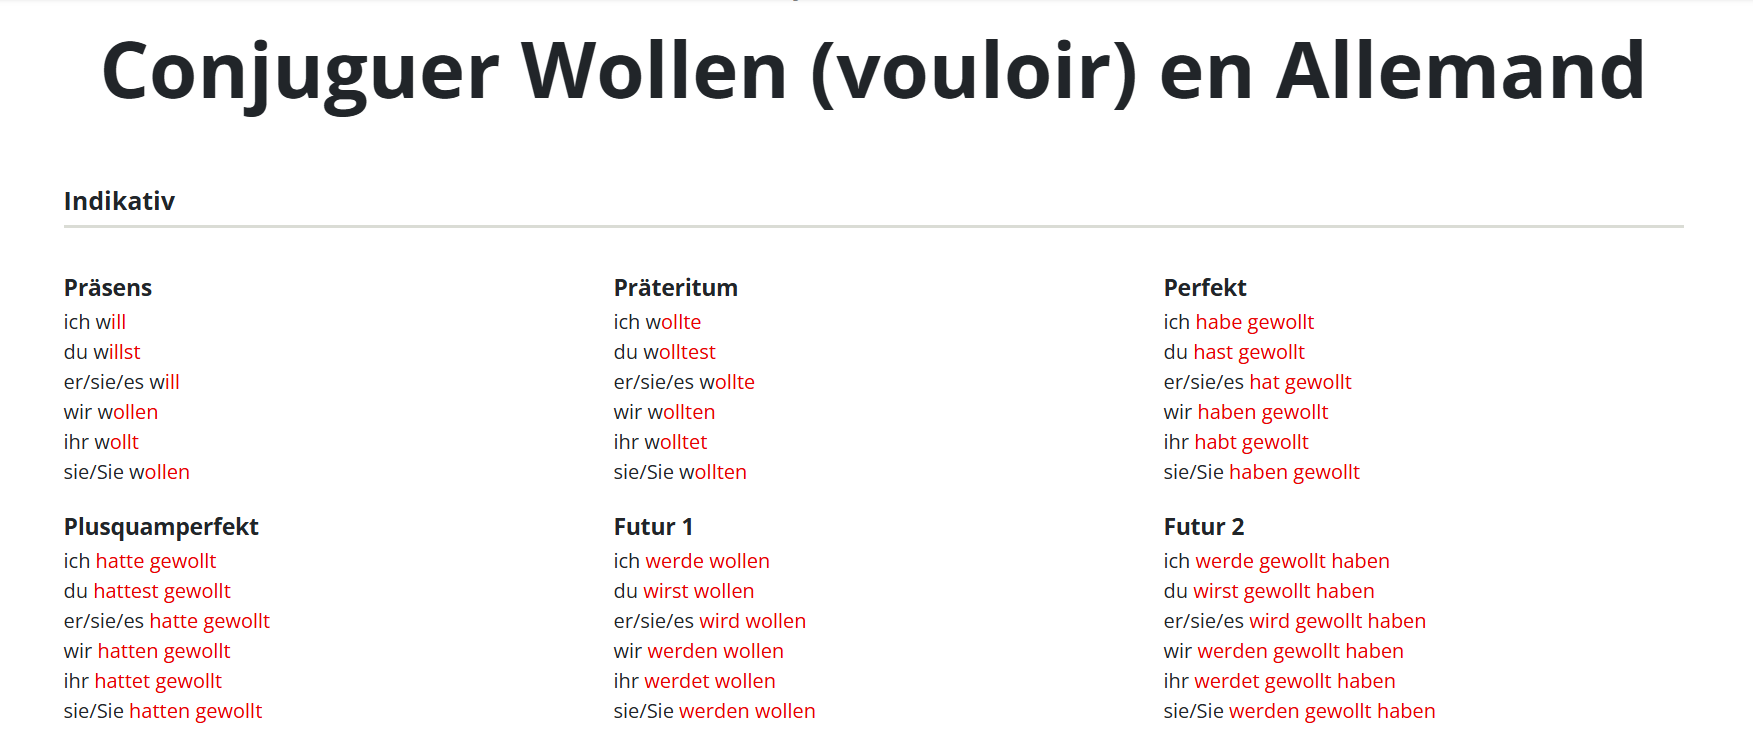 Conjuguer Wollen (vouloir) en Allemand
Indikativ
Präsens
ich will
du willst
er/sie/es will
wir wollen
ihr wollt
sie/Sie wollen
Präteritum
ich wollte
du wolltest
er/sie/es wollte
wir wollten
ihr wolltet
sie/Sie wollten
Perfekt
ich habe gewollt
du hast gewollt
er/sie/es hat gewollt
wir haben gewollt
ihr habt gewollt
sie/Sie haben gewollt
Plusquamperfekt
ich hatte gewollt
du hattest gewollt
er/sie/es hatte gewollt
wir hatten gewollt
ihr hattet gewollt
sie/Sie hatten gewollt
Futur 1
ich werde wollen
du wirst wollen
er/sie/es wird wollen
wir werden wollen
ihr werdet wollen
sie/Sie werden wollen
Futur 2
ich werde gewollt haben
du wirst gewollt haben
er/sie/es wird gewollt haben
wir werden gewollt haben
ihr werdet gewollt haben
sie/Sie werden gewollt haben